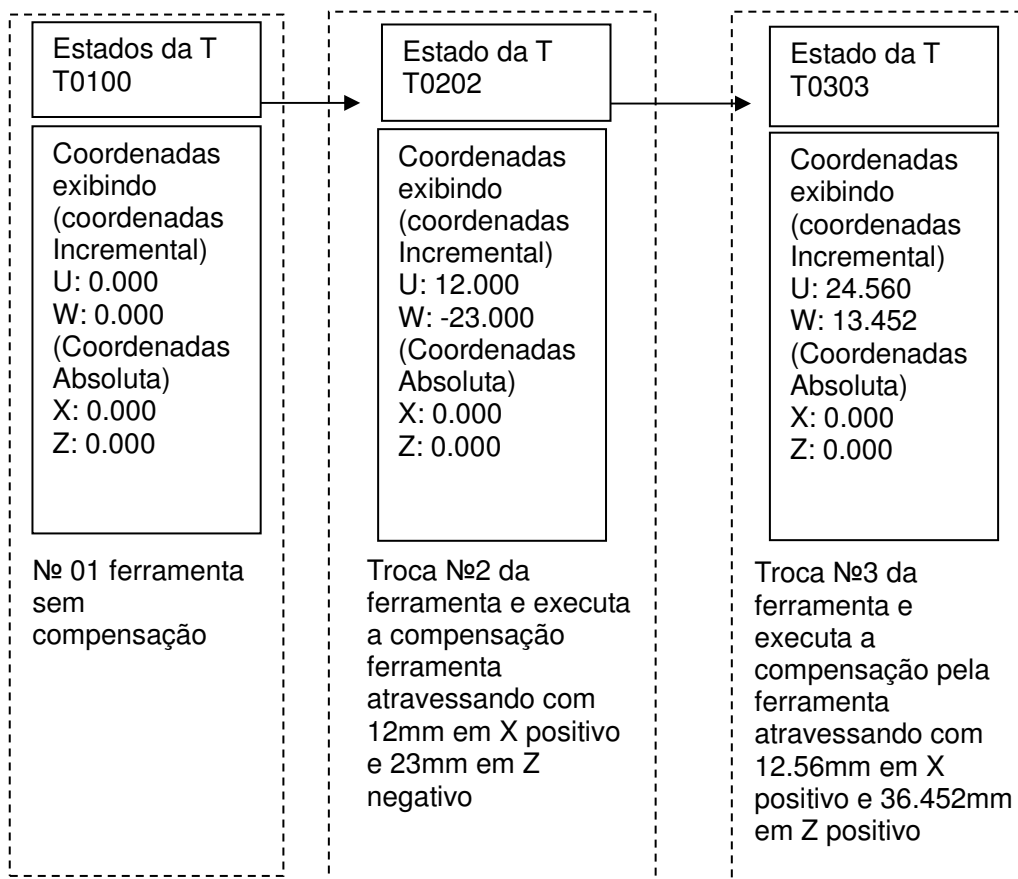 Estados da T
T0100
Coordenadas
exibindo
(coordenadas
Incremental)
U: 0.000
W: 0.000
(Coordenadas
Absoluta)
X: 0.000
Z: 0.000
№ 01 ferramenta
sem
compensação
Estado da T
T0202
Coordenadas
exibindo
(coordenadas
Incremental)
U: 12.000
W: -23.000
(Coordenadas
Absoluta)
X: 0.000
Z: 0.000
Troca №2 da
ferramenta e executa
a compensação
ferramenta
atravessando com
12mm em X positivo
e 23mm em Z
negativo
Estado da T
T0303
Coordenadas
exibindo
(coordenadas
Incremental)
U: 24.560
W: 13.452
(Coordenadas
Absoluta)
X: 0.000
Z: 0.000
Troca №3 da
ferramenta e
executa a
compensação pela
ferramenta
atravessando com
12.56mm em X
positivo e 36.452mm
em Z positivo